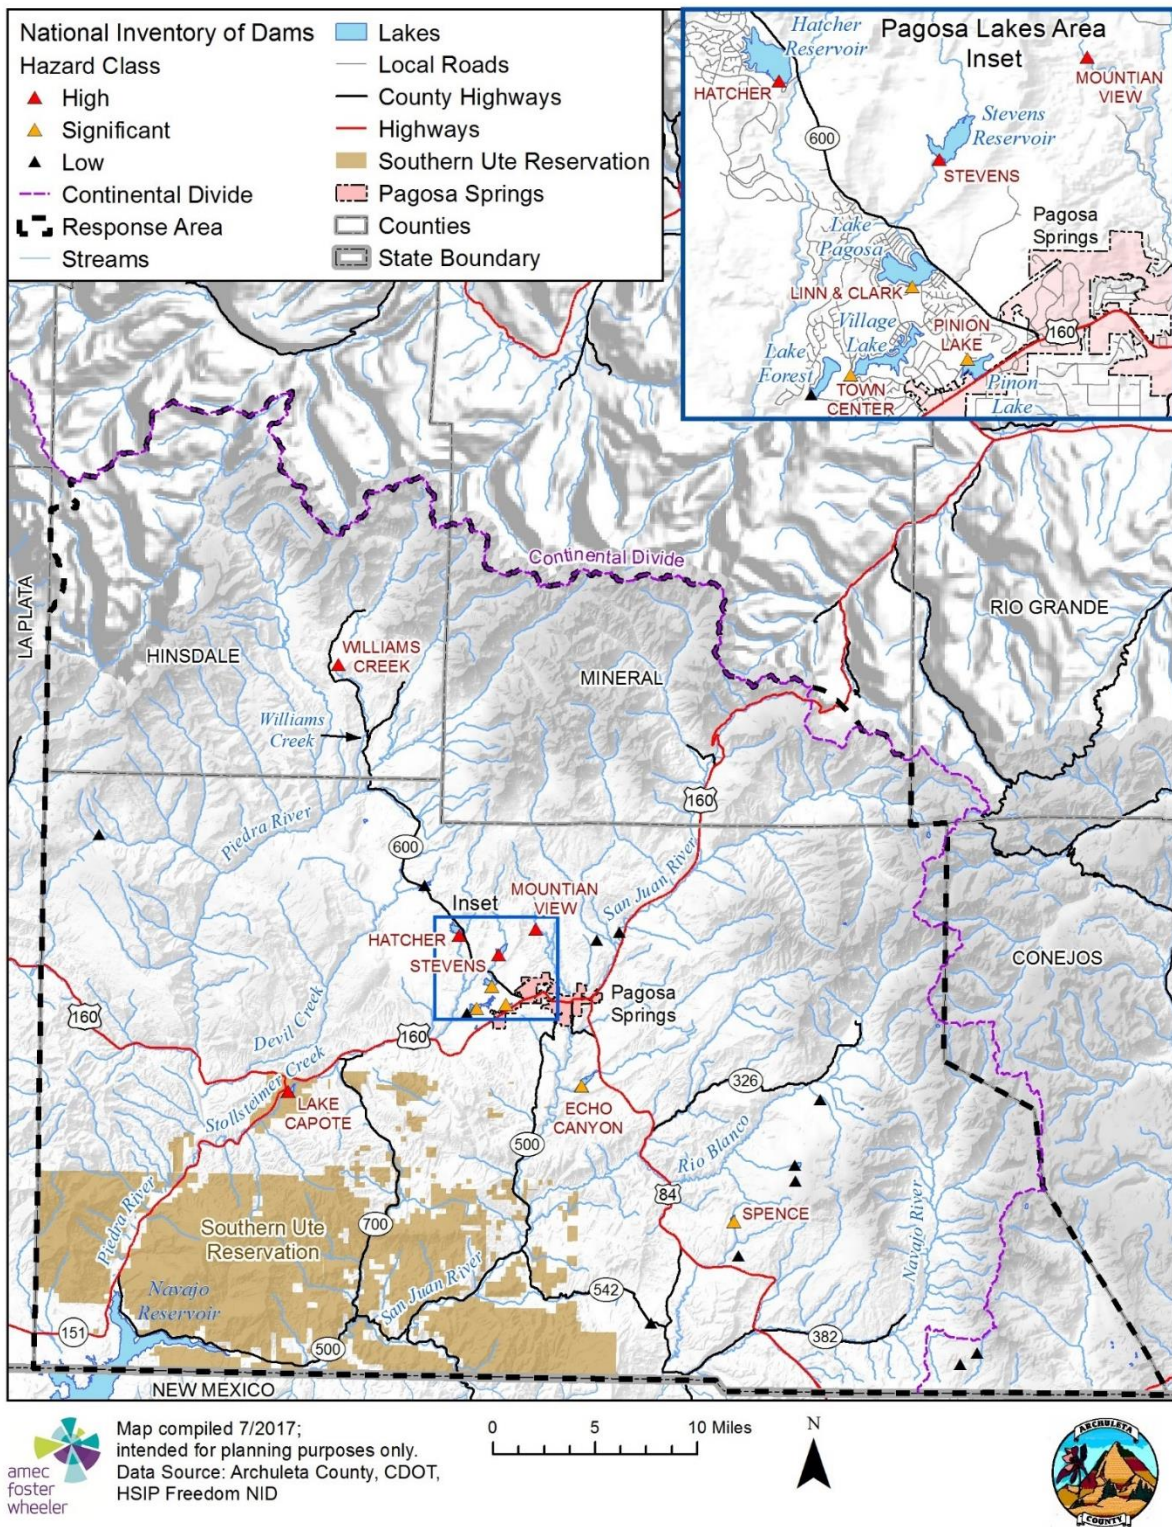 National Inventory of Dams
Hazard Class
High
Significant
Low
Continental Divide
Response Area
Streams
Lakes
Local Roads
County Highways
Highways
Southern Ute Reservation
Pagosa Springs
Counties
State Boundary
Pagosa Lakes Area
Inset
Hatcher
Reservoir
HATCHER
MOUNTIAN
VIEW
600
Stevens
Reservoir
STEVENS
Lake
Pagosa
Pagosa
Springs
LINN & CLARK
Village
Lake
PINION
LAKE
160
Lake
Forest
TOWN
CENTER
Pinon
Lake
Continental Divide
LA PLATA
HINSDALE
WILLIAMS
CREEK
MINERAL
RIO GRANDE
Williams
Creek
160
Piedra River
600
San Juan River
Inset
MOUNTIAN
VIEW
HATCHER
STEVENS
CONEJOS
Pagosa
Springs
160
Devil Creek
160
Stollsteimer Creek
LAKE
CAPOTE
326
ECHO
CANYON
500
Rio Blanco
84
SPENCE
Piedra River
Southern Ute
Reservation
700
Navajo River
San Juan River
Navajo
Reservoir
542
151
500
382
NEW MEXICO
amec
foster
wheeler
Map compiled 7/2017;
intended for planning purposes only.
Data Source: Archuleta County, CDOT,
HSIP Freedom NID
0 5 10 Miles
N
ARCHULETA
COUNTY